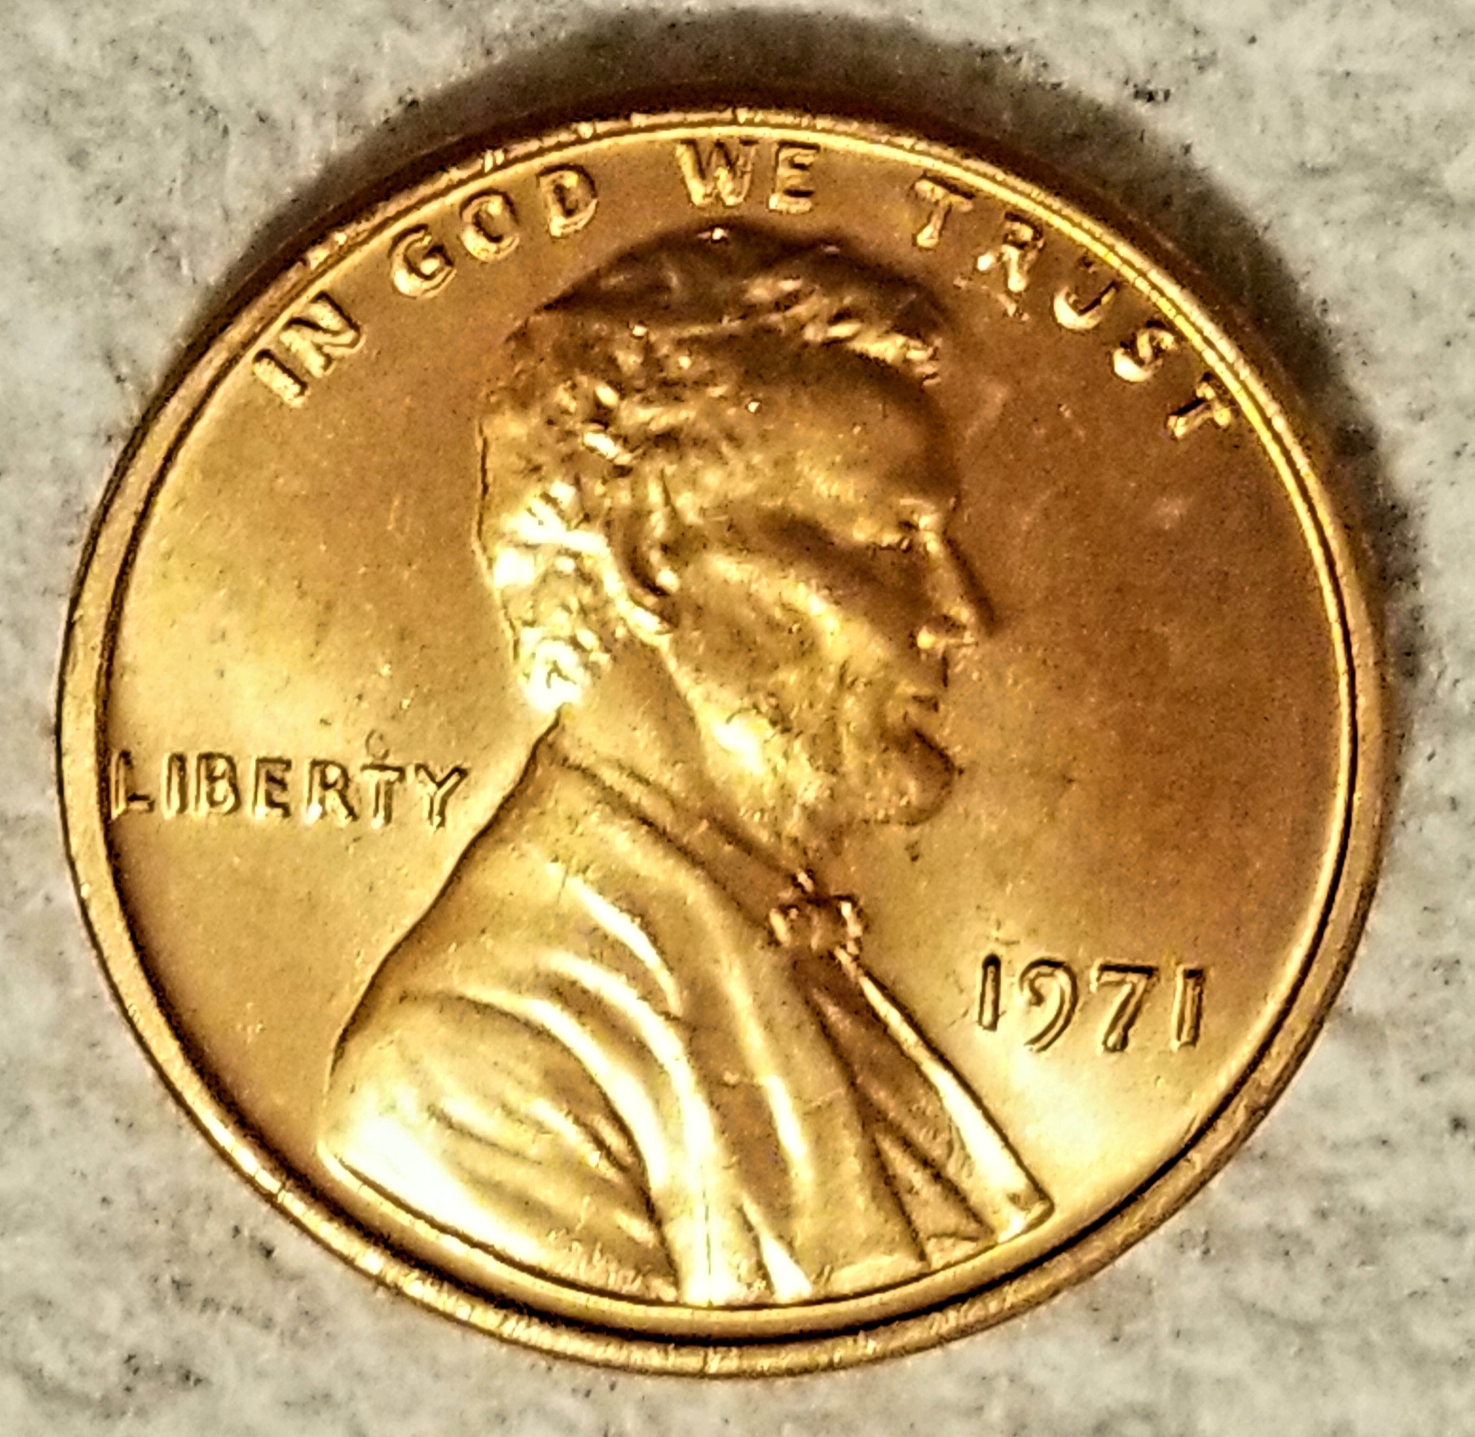 IN GOD WE TRUST
LIBERTY
1971